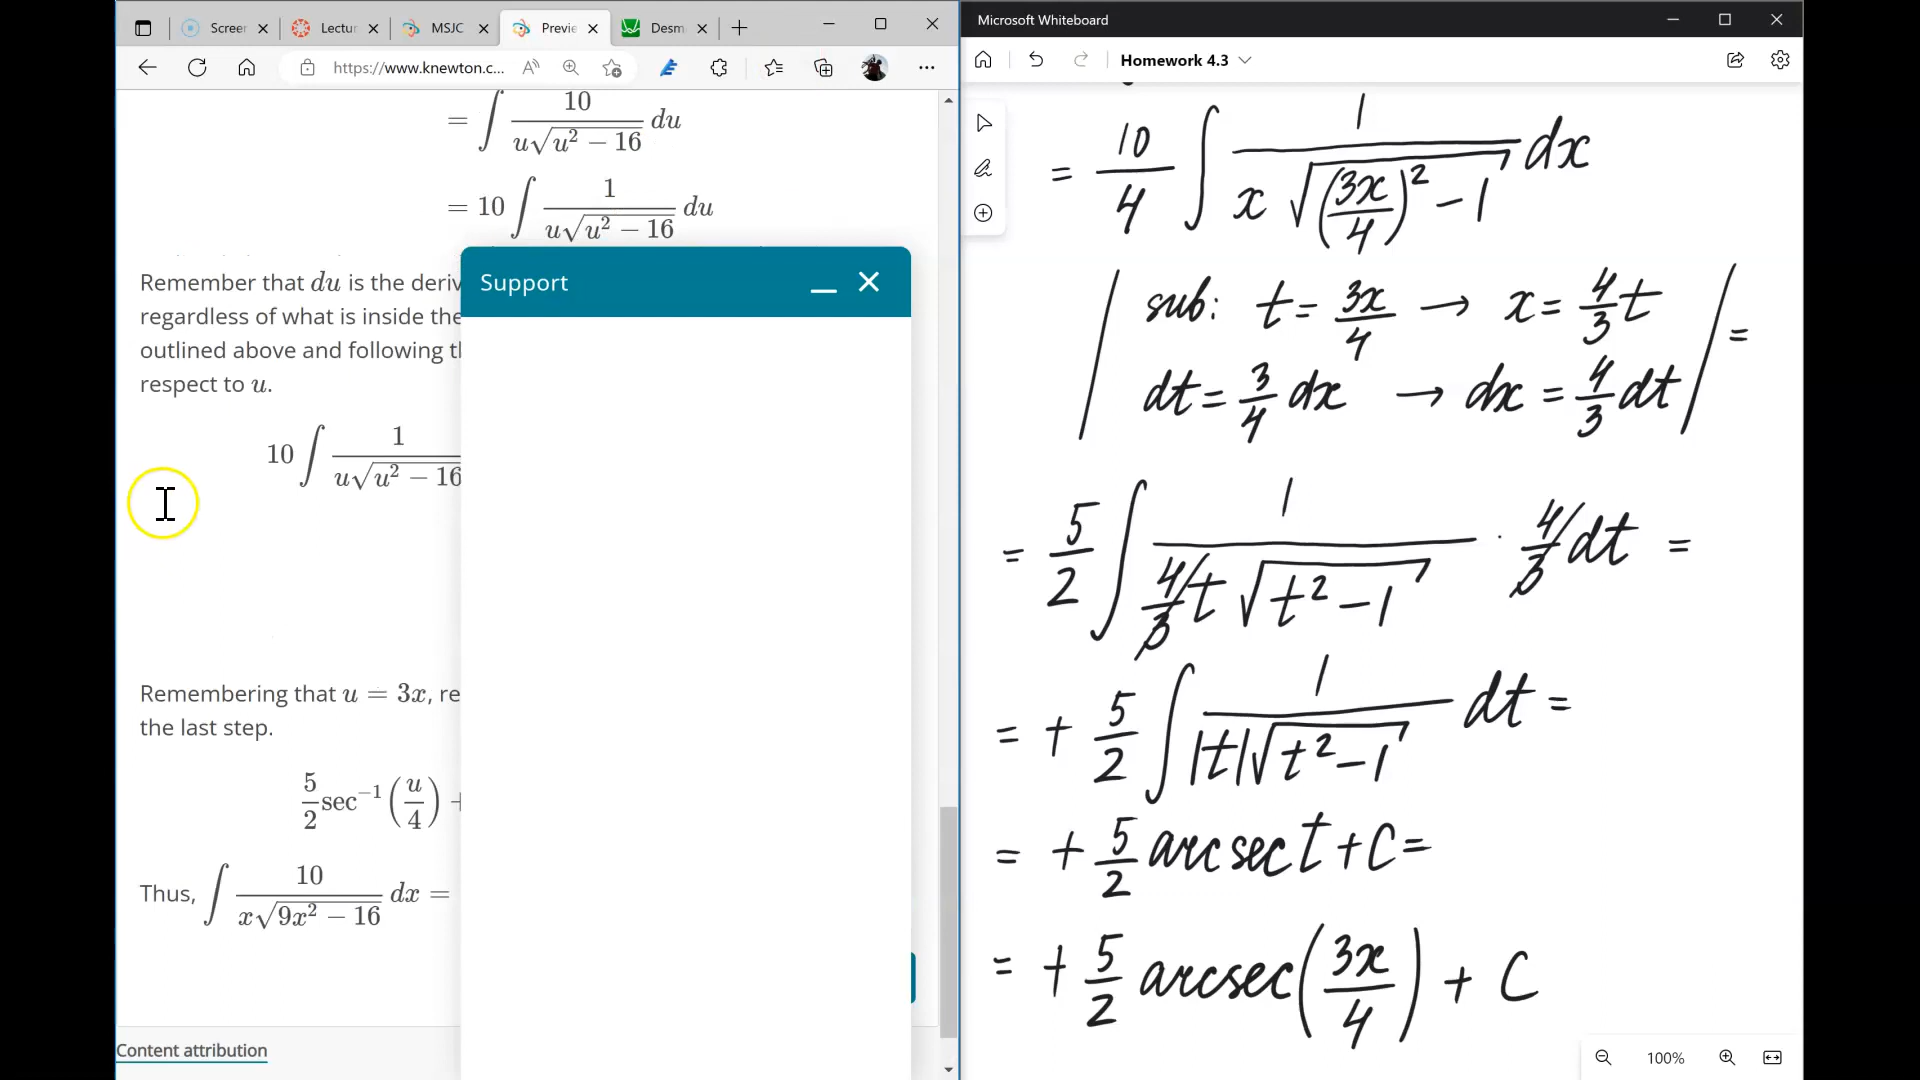 Screer
Lectur
MSJC
Previe
Desm
https://www.knewton.c...
= ∫ 10 / (u√(u² − 16)) du
= 10 ∫ 1 / (u√(u² − 16)) du
Remember that du is the deriv
regardless of what is inside the
outlined above and following t
respect to u.
10 ∫ 1 / (u√(u² − 16
Remembering that u = 3x, re
the last step.
5/2 sec⁻¹(u/4) +
Thus, ∫ 10 / (x√(9x² − 16)) dx =
Content attribution
Support
Microsoft Whiteboard
Homework 4.3
= 10/4 ∫ 1 / (x √((3x/4)² − 1)) dx
| sub: t = 3x/4 → x = 4/3 t
dt = 3/4 dx → dx = 4/3 dt | =
= 5/2 ∫ 1 / (4/3 t √(t² − 1)) · 4/3 dt =
= + 5/2 ∫ 1 / (|t|√(t² − 1)) dt =
= + 5/2 arcsec t + C =
= + 5/2 arcsec(3x/4) + C
100%